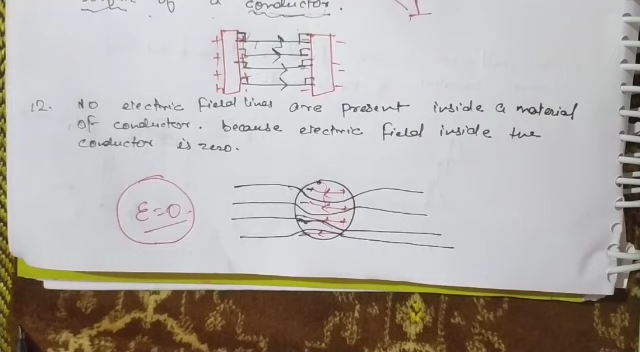 of a conductor.
12. No electric field lines are present inside a material
of conductor. because electric field inside the
conductor is zero.
E=0